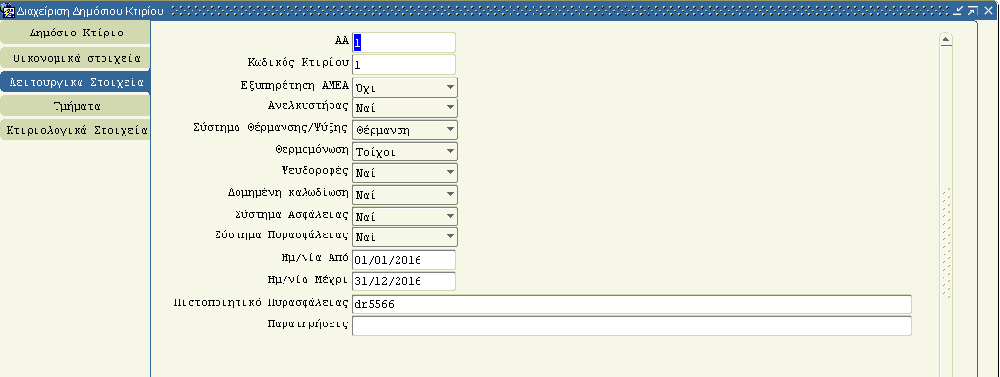 Διαχείριση Δημόσιου Κτιρίου
Δημόσιο Κτίριο
Οικονομικά στοιχεία
Λειτουργικά Στοιχεία
Τμήματα
Κτιριολογικά Στοιχεία
ΑΑ 1
Κωδικός Κτιρίου 1
Εξυπηρέτηση ΑΜΕΑ Όχι
Ανελκυστήρας Ναί
Σύστημα Θέρμανσης/Ψύξης Θέρμανση
Θερμομόνωση Τοίχοι
Ψευδοροφές Ναί
Δομημένη καλωδίωση Ναί
Σύστημα Ασφάλειας Ναί
Σύστημα Πυρασφάλειας Ναί
Ημ/νία Από 01/01/2016
Ημ/νία Μέχρι 31/12/2016
Πιστοποιητικό Πυρασφάλειας dr5566
Παρατηρήσεις